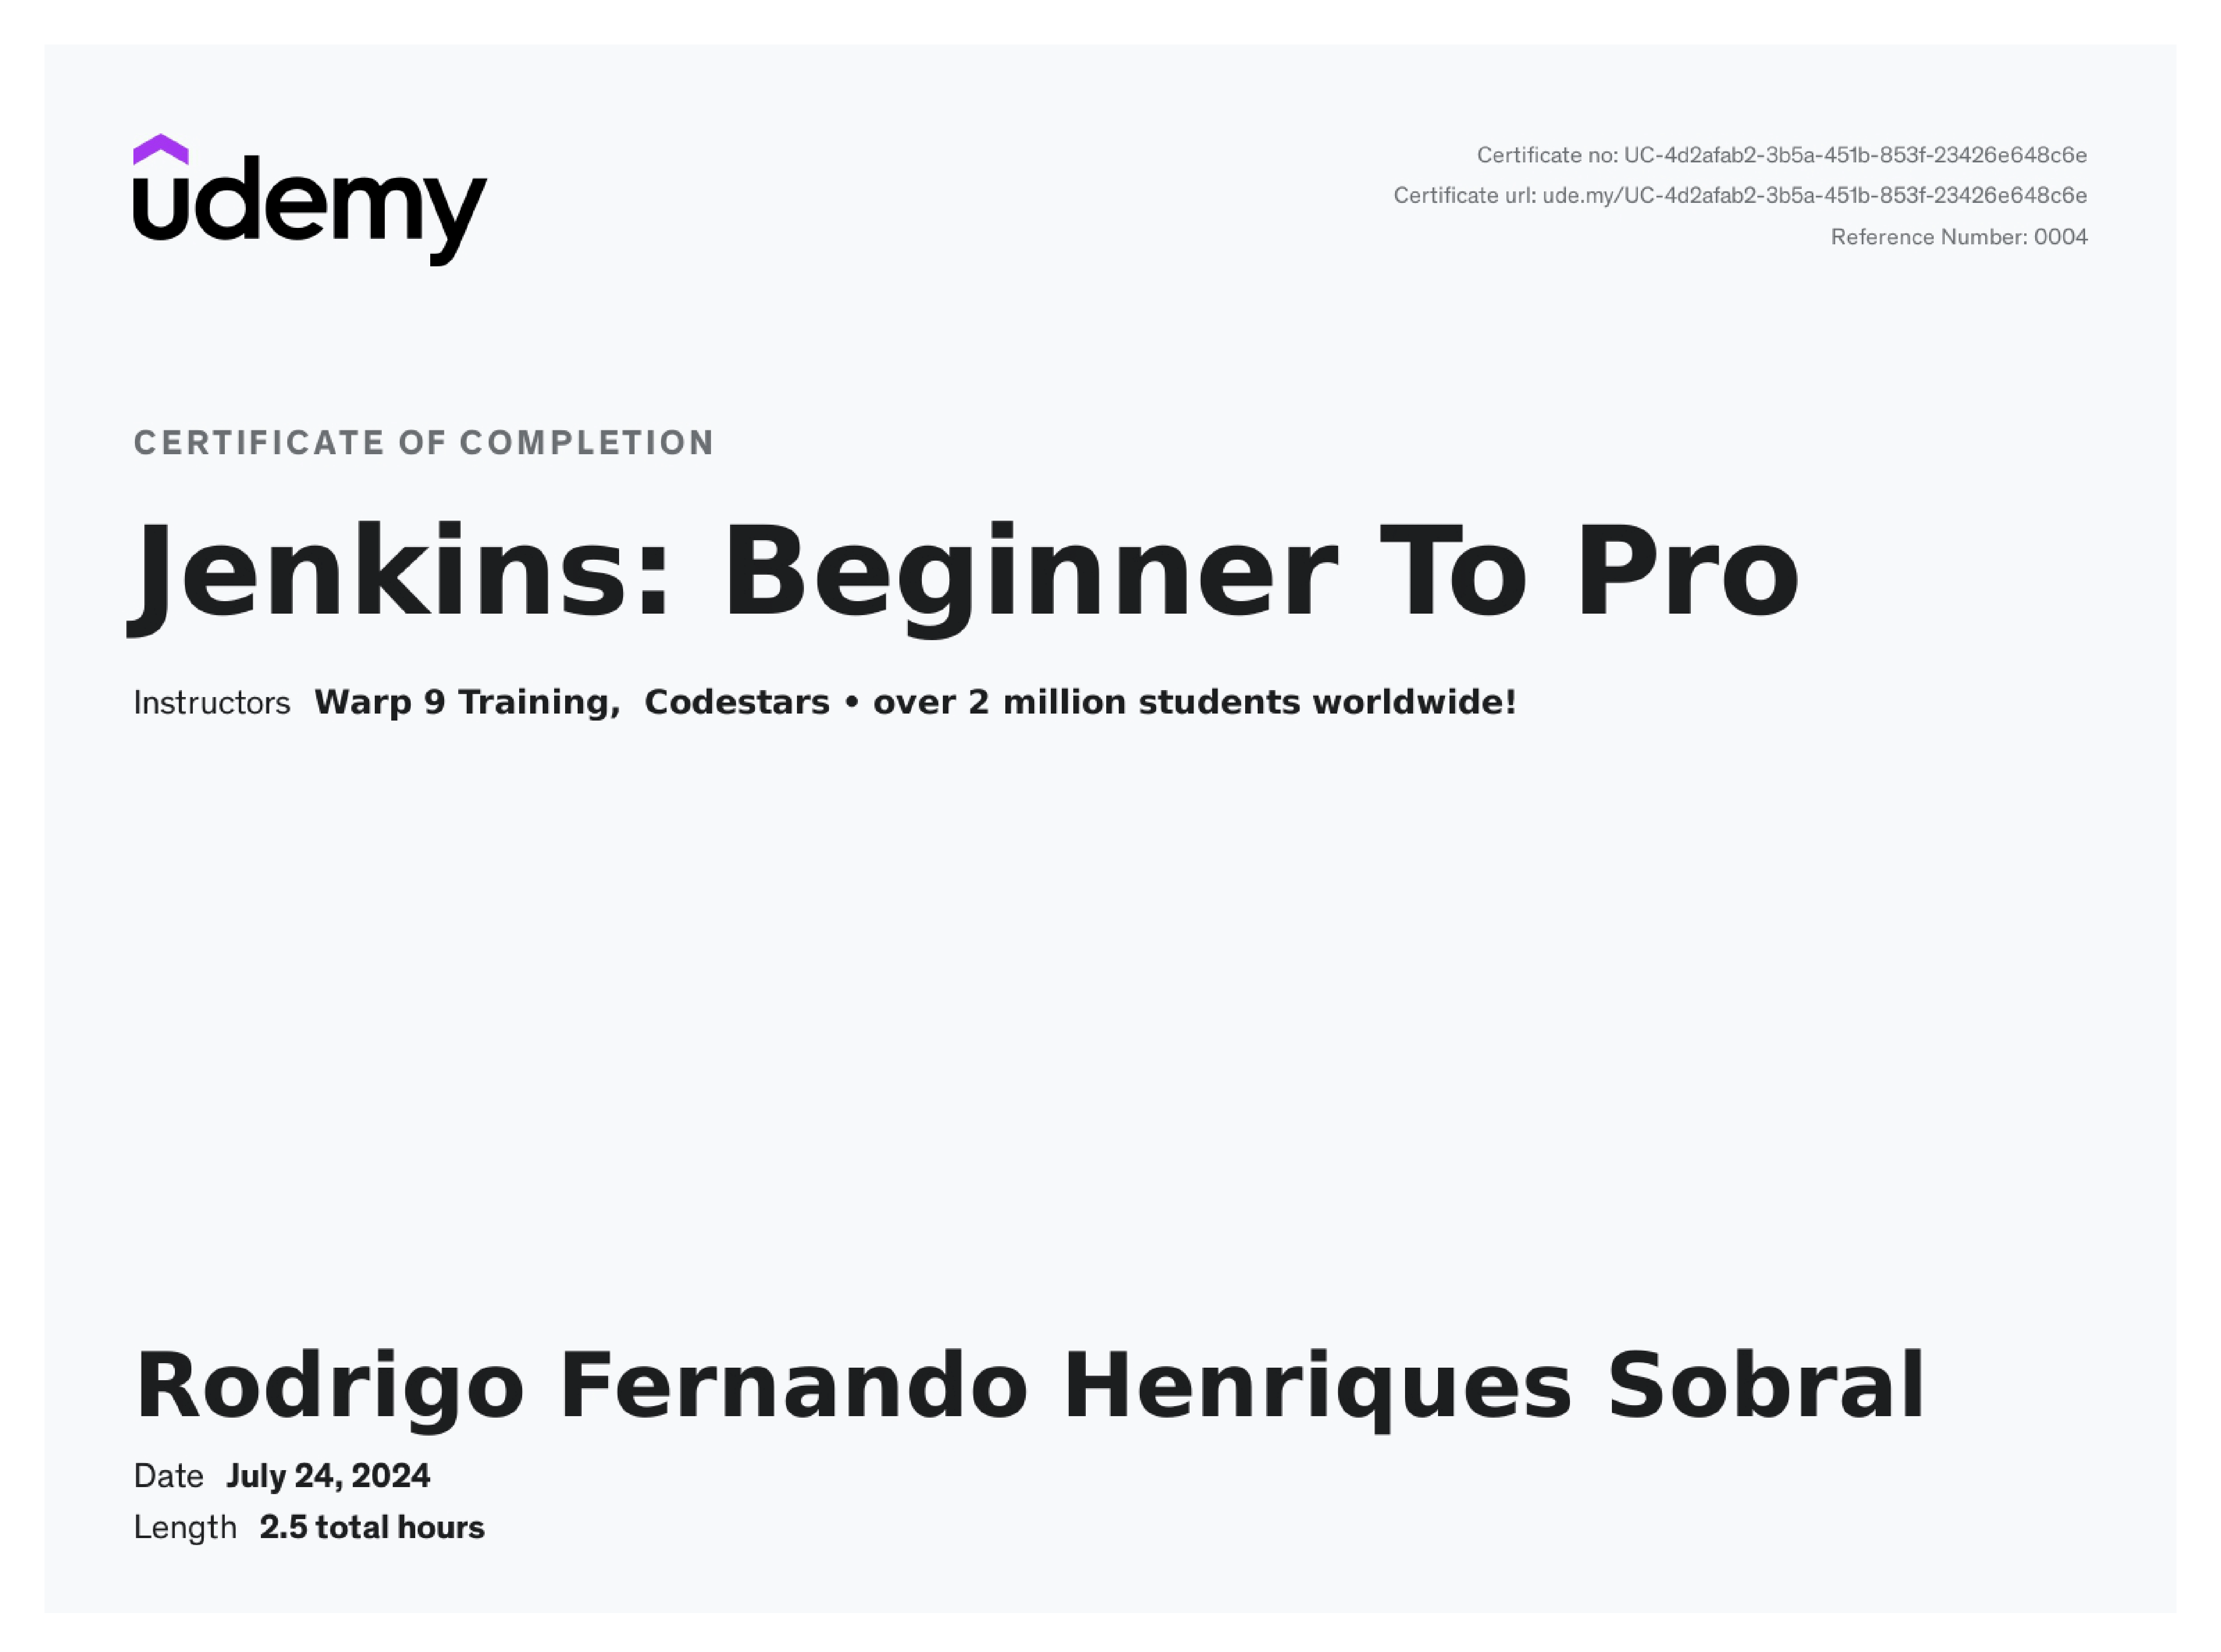 udemy
Certificate no: UC-4d2afab2-3b5a-451b-853f-23426e648c6e
Certificate url: ude.my/UC-4d2afab2-3b5a-451b-853f-23426e648c6e
Reference Number: 0004
CERTIFICATE OF COMPLETION
Jenkins: Beginner To Pro
Instructors Warp 9 Training, Codestars • over 2 million students worldwide!
Rodrigo Fernando Henriques Sobral
Date July 24, 2024
Length 2.5 total hours